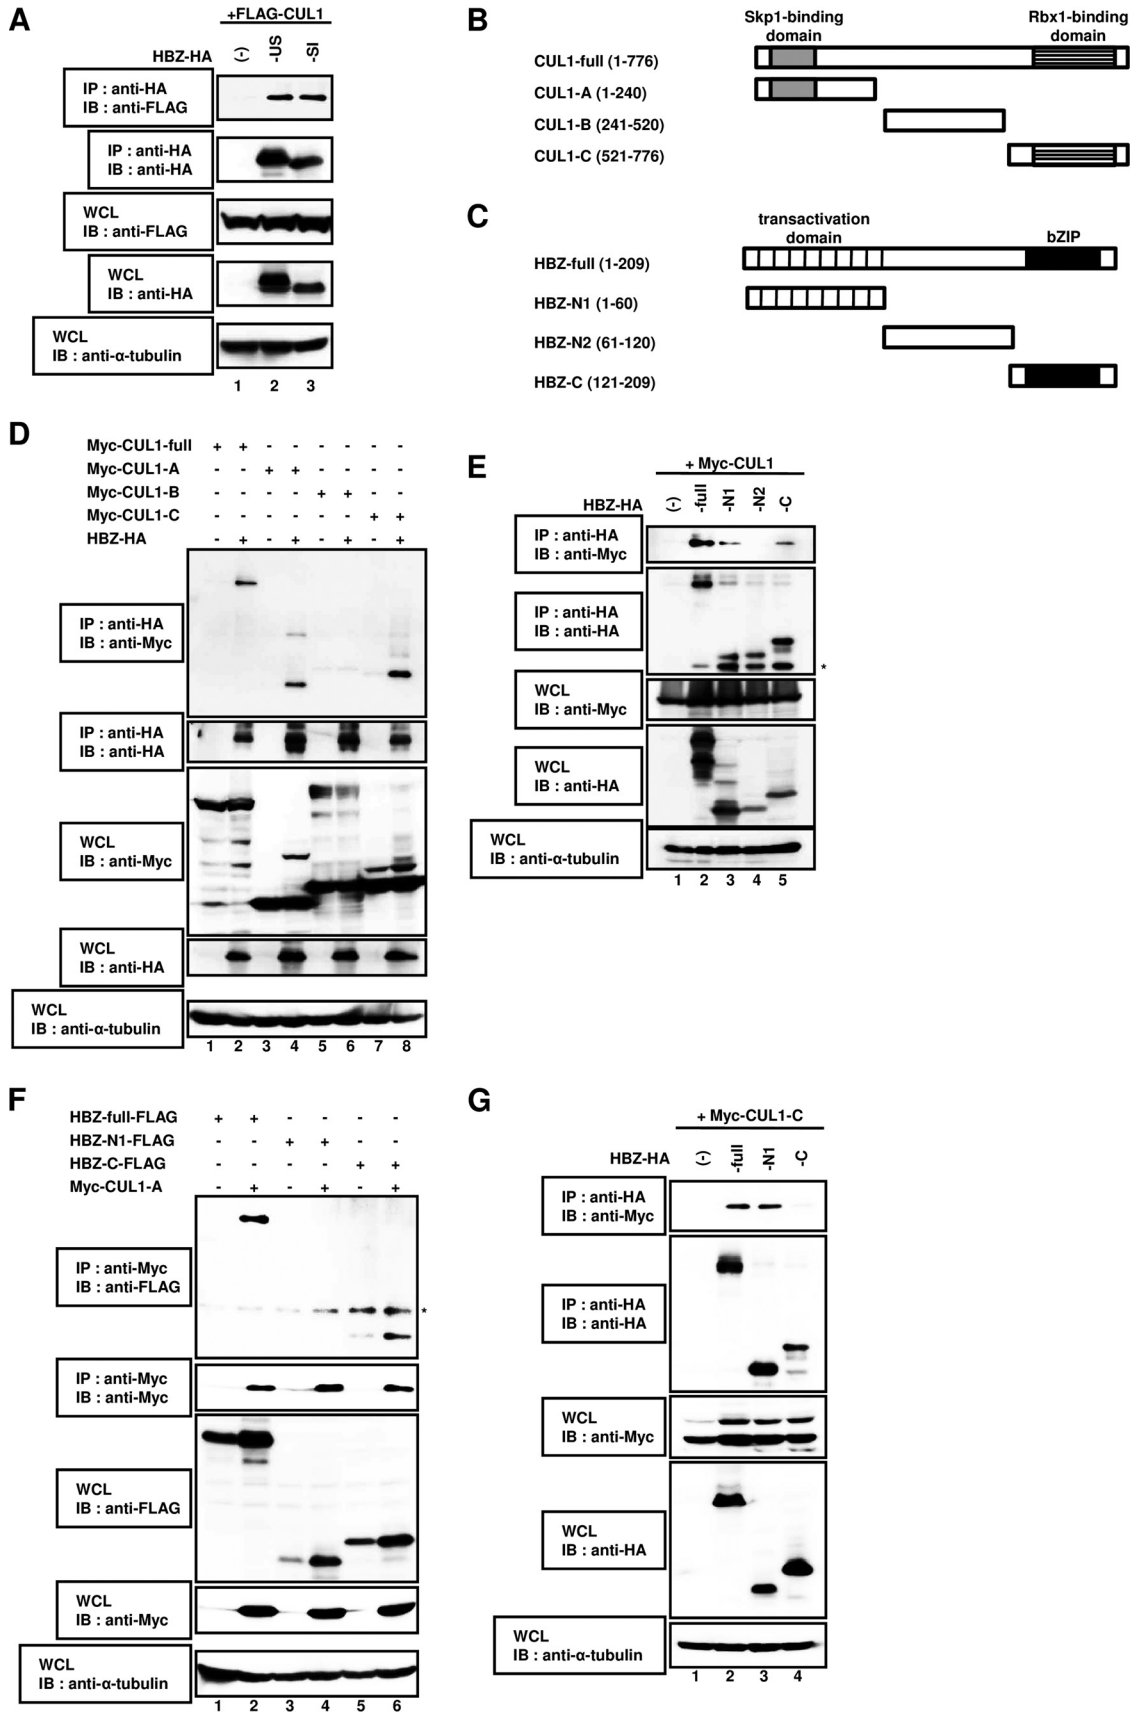 A
+FLAG-CUL1
HBZ-HA (-) -US -SI
IP : anti-HA
IB : anti-FLAG
IP : anti-HA
IB : anti-HA
WCL
IB : anti-FLAG
WCL
IB : anti-HA
WCL
IB : anti-α-tubulin
1 2 3
B
Skp1-binding domain
Rbx1-binding domain
CUL1-full (1-776)
CUL1-A (1-240)
CUL1-B (241-520)
CUL1-C (521-776)
C
transactivation domain
bZIP
HBZ-full (1-209)
HBZ-N1 (1-60)
HBZ-N2 (61-120)
HBZ-C (121-209)
D
Myc-CUL1-full + + - - - - - -
Myc-CUL1-A - - + + - - - -
Myc-CUL1-B - - - - + + - -
Myc-CUL1-C - - - - - - + +
HBZ-HA - + - + - + - +
IP : anti-HA
IB : anti-Myc
IP : anti-HA
IB : anti-HA
WCL
IB : anti-Myc
WCL
IB : anti-HA
WCL
IB : anti-α-tubulin
1 2 3 4 5 6 7 8
E
+ Myc-CUL1
HBZ-HA (-) -full -N1 -N2 -C
IP : anti-HA
IB : anti-Myc
IP : anti-HA
IB : anti-HA
*
WCL
IB : anti-Myc
WCL
IB : anti-HA
WCL
IB : anti-α-tubulin
1 2 3 4 5
F
HBZ-full-FLAG + + - - - -
HBZ-N1-FLAG - - + + - -
HBZ-C-FLAG - - - - + +
Myc-CUL1-A - + - + - +
IP : anti-Myc
IB : anti-FLAG
*
IP : anti-Myc
IB : anti-Myc
WCL
IB : anti-FLAG
WCL
IB : anti-Myc
WCL
IB : anti-α-tubulin
1 2 3 4 5 6
G
+ Myc-CUL1-C
HBZ-HA (-) -full -N1 -C
IP : anti-HA
IB : anti-Myc
IP : anti-HA
IB : anti-HA
WCL
IB : anti-Myc
WCL
IB : anti-HA
WCL
IB : anti-α-tubulin
1 2 3 4